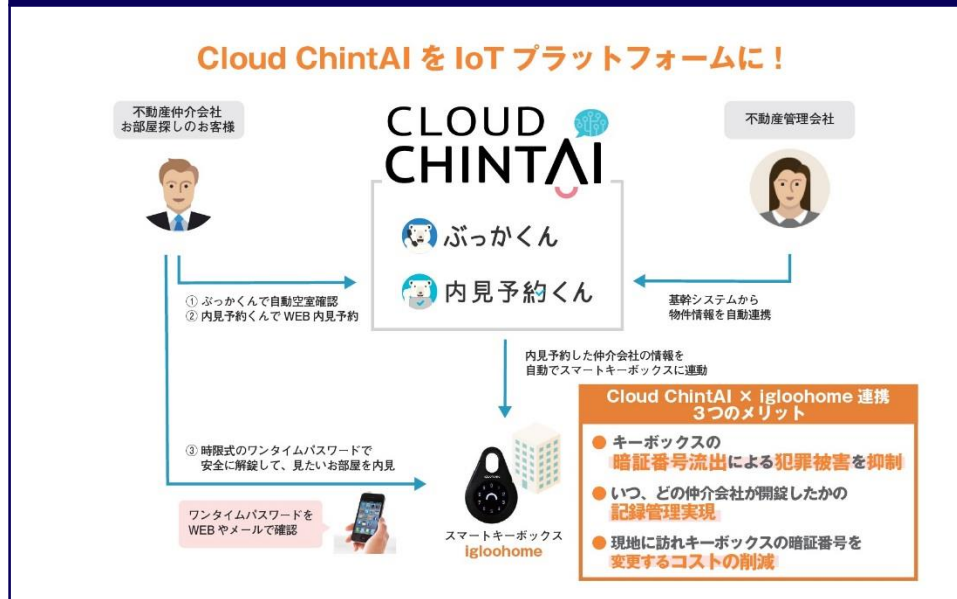 Cloud ChintAI を IoT プラットフォームに！
不動産仲介会社
お部屋探しのお客様
CLOUD
CHINTAI
不動産管理会社
ぶっかくん
内見予約くん
① ぶっかくんで自動空室確認
② 内見予約くんで WEB 内見予約
基幹システムから
物件情報を自動連携
内見予約した仲介会社の情報を
自動でスマートキーボックスに連動
③ 時限式のワンタイムパスワードで
安全に解錠して、見たいお部屋を内見
ワンタイムパスワードを
WEB やメールで確認
スマートキーボックス
igloohome
Cloud ChintAI × igloohome 連携
３つのメリット
● キーボックスの
暗証番号流出による犯罪被害を抑制
● いつ、どの仲介会社が開錠したかの
記録管理実現
● 現地に訪れキーボックスの暗証番号を
変更するコストの削減